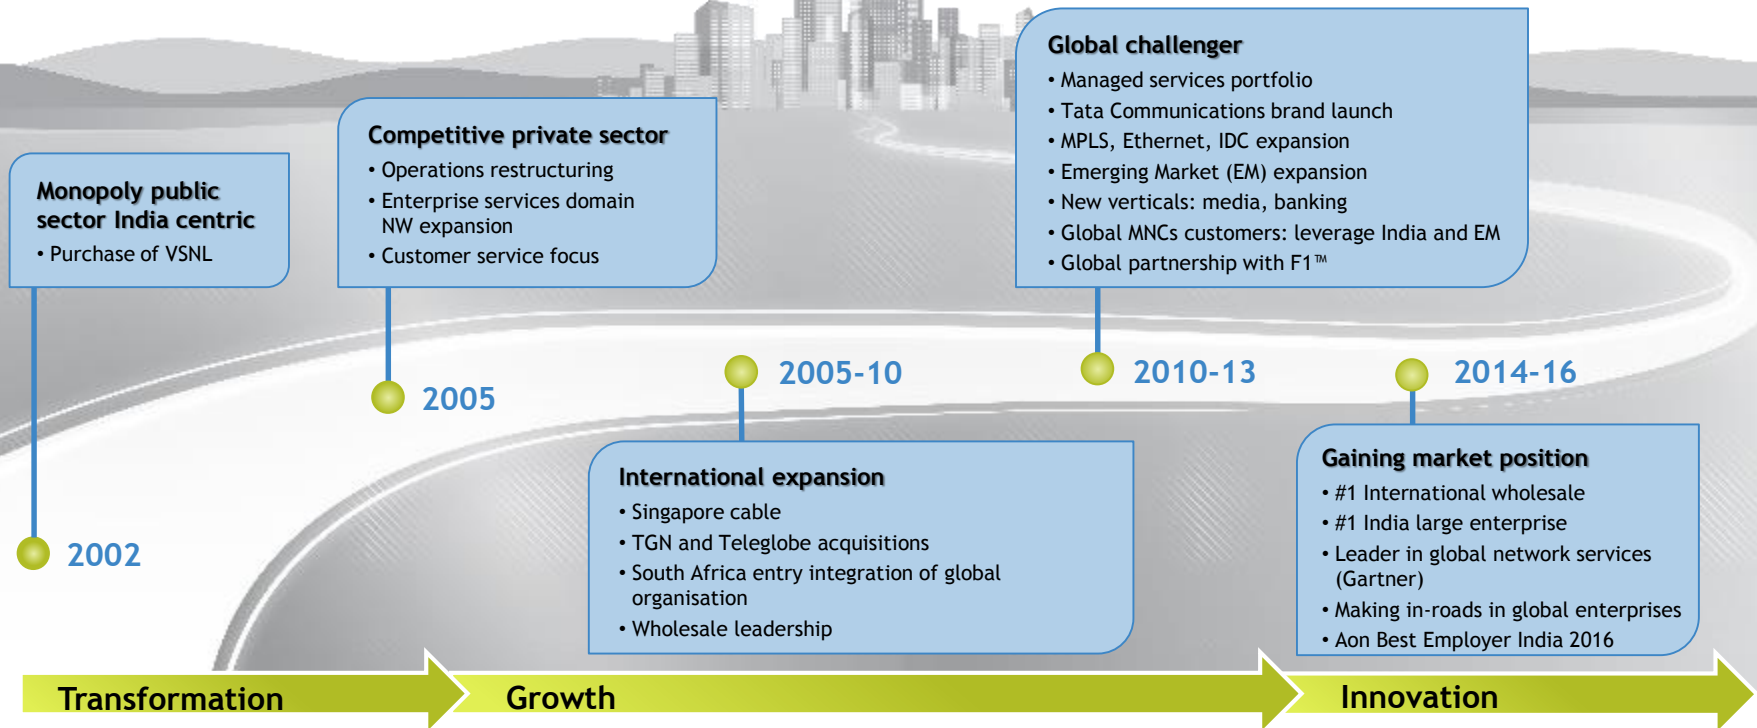 Monopoly public
sector India centric
• Purchase of VSNL
2002
Competitive private sector
• Operations restructuring
• Enterprise services domain
NW expansion
• Customer service focus
2005
2005-10
International expansion
• Singapore cable
• TGN and Teleglobe acquisitions
• South Africa entry integration of global
organisation
• Wholesale leadership
Global challenger
• Managed services portfolio
• Tata Communications brand launch
• MPLS, Ethernet, IDC expansion
• Emerging Market (EM) expansion
• New verticals: media, banking
• Global MNCs customers: leverage India and EM
• Global partnership with F1™
2010-13
2014-16
Gaining market position
• #1 International wholesale
• #1 India large enterprise
• Leader in global network services
(Gartner)
• Making in-roads in global enterprises
• Aon Best Employer India 2016
Transformation
Growth
Innovation